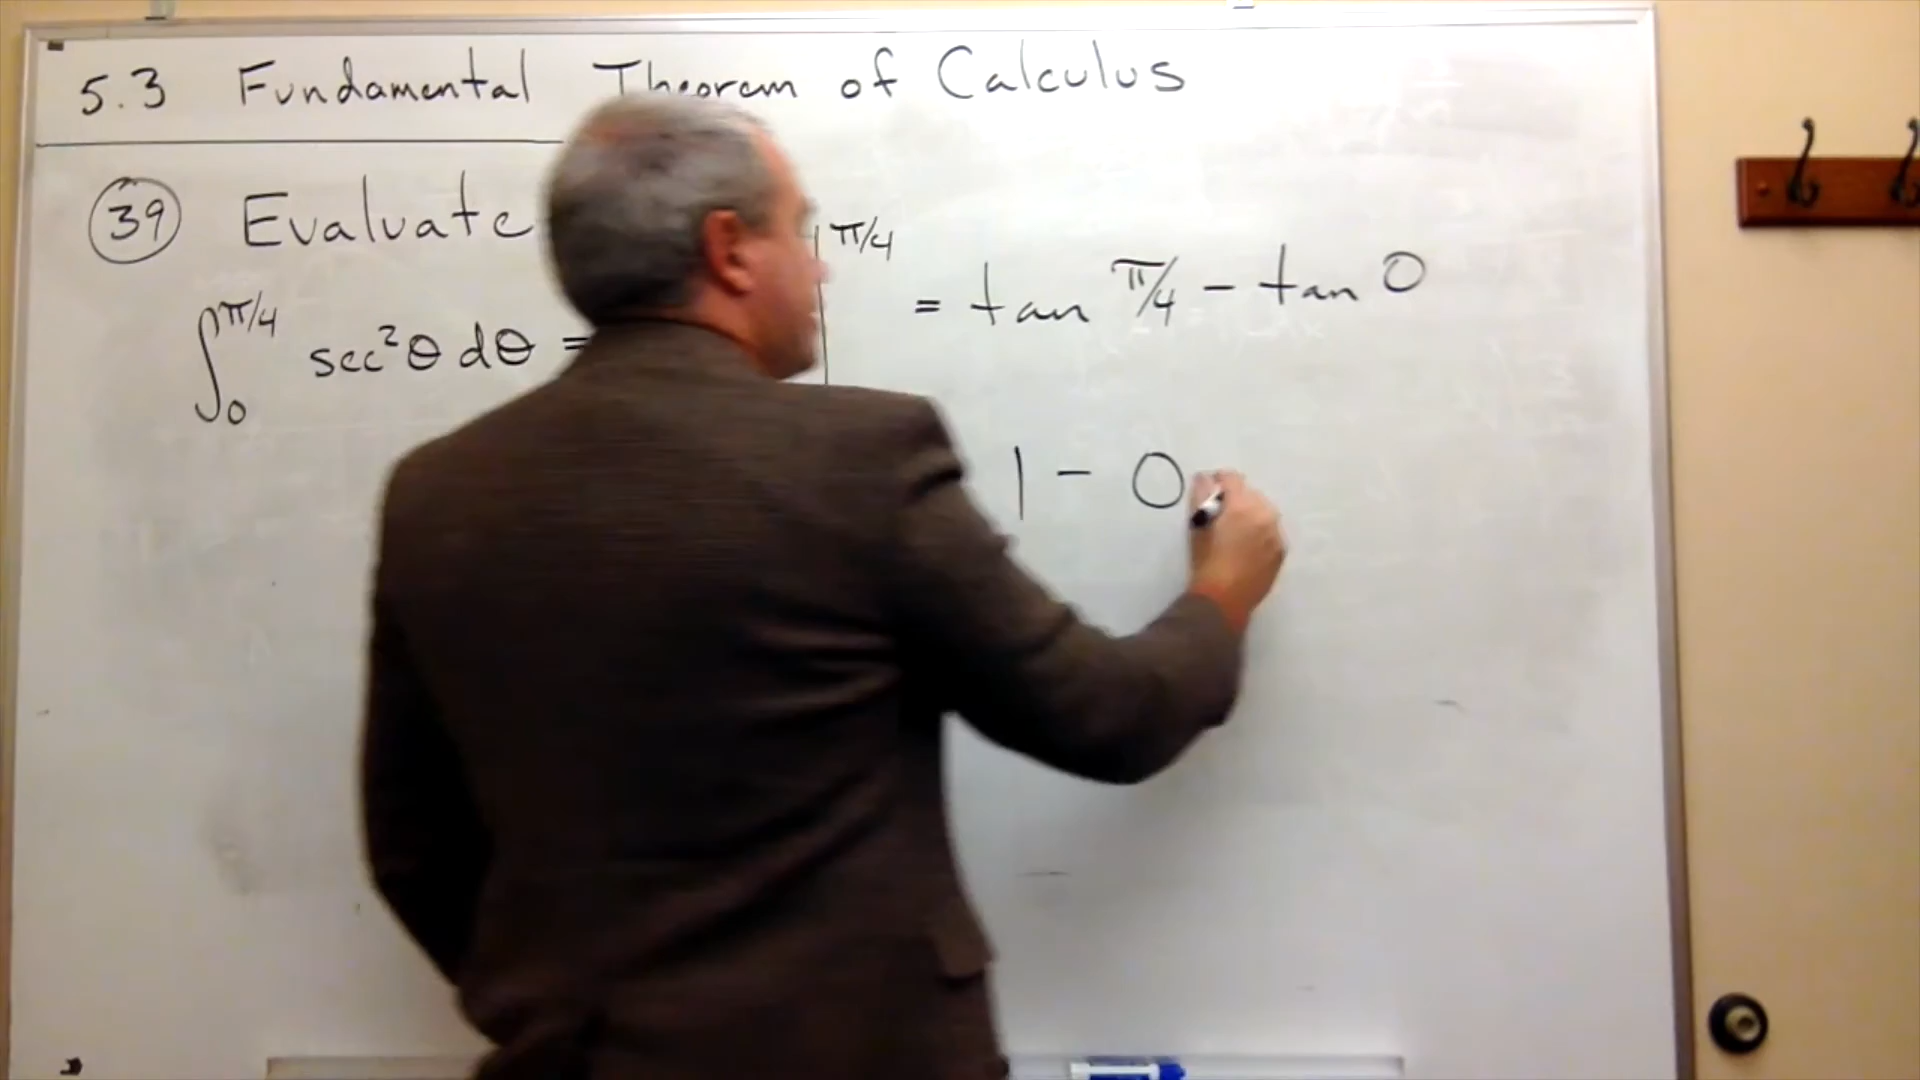 5.3 Fundamental Theorem of Calculus
39 Evaluate
∫₀^π/4 sec²θ dθ = |^π/4 = tan π/4 - tan 0
1 - 0